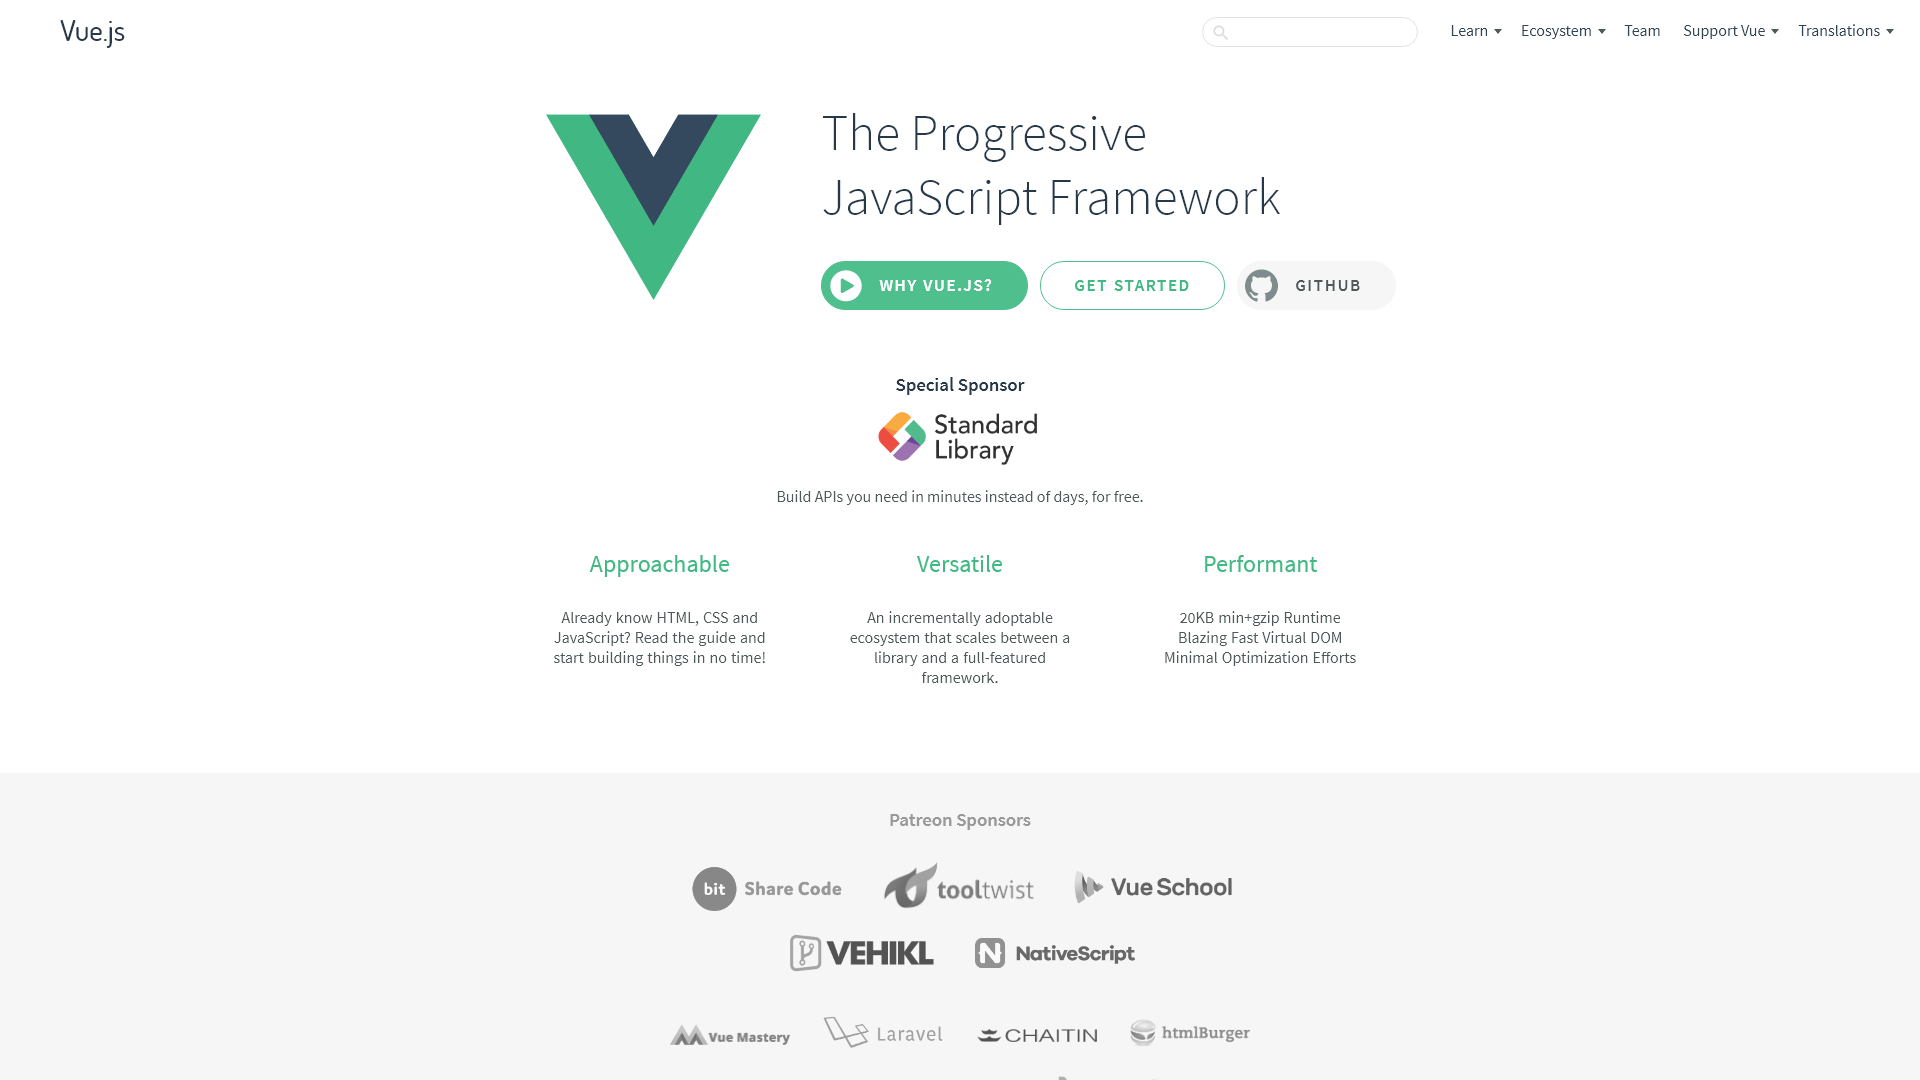 Vue.js
Learn
Ecosystem
Team
Support Vue
Translations
The Progressive
JavaScript Framework
WHY VUE.JS?
GET STARTED
GITHUB
Special Sponsor
Standard
Library
Build APIs you need in minutes instead of days, for free.
Approachable
Already know HTML, CSS and
JavaScript? Read the guide and
start building things in no time!
Versatile
An incrementally adoptable
ecosystem that scales between a
library and a full-featured
framework.
Performant
20KB min+gzip Runtime
Blazing Fast Virtual DOM
Minimal Optimization Efforts
Patreon Sponsors
bit Share Code
tooltwist
Vue School
VEHIKL
N NativeScript
Vue Mastery
Laravel
CHAITIN
htmlBurger